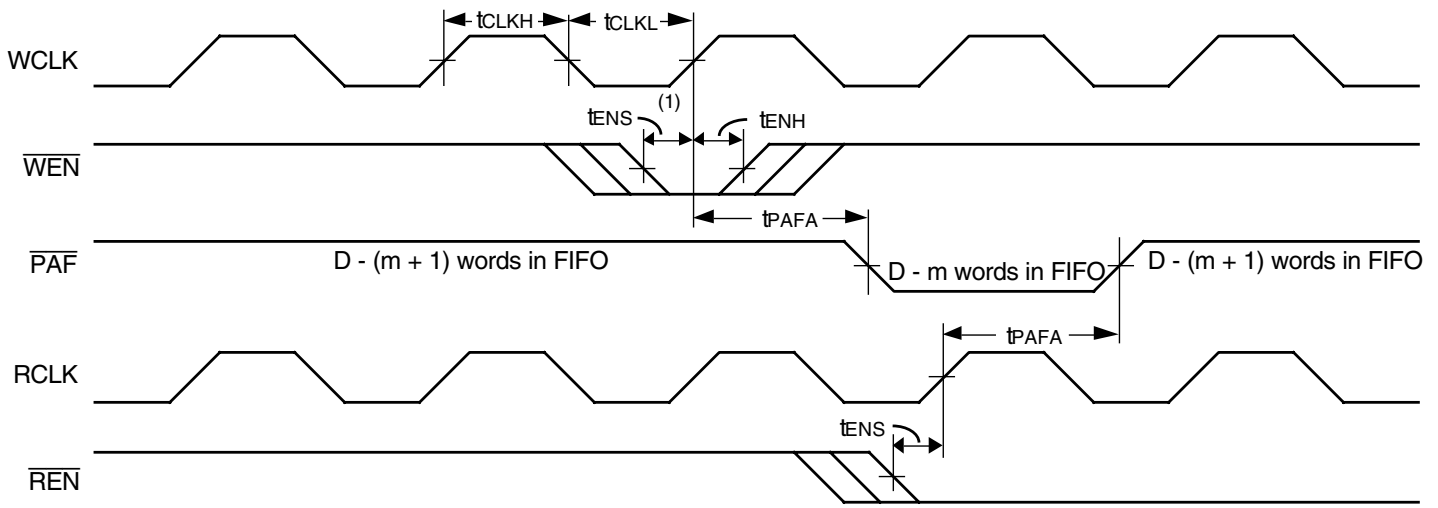 tCLKH
tCLKL
WCLK
(1)
tENS
tENH
WEN
tPAFA
PAF
D - (m + 1) words in FIFO
D - m words in FIFO
D - (m + 1) words in FIFO
tPAFA
RCLK
tENS
REN